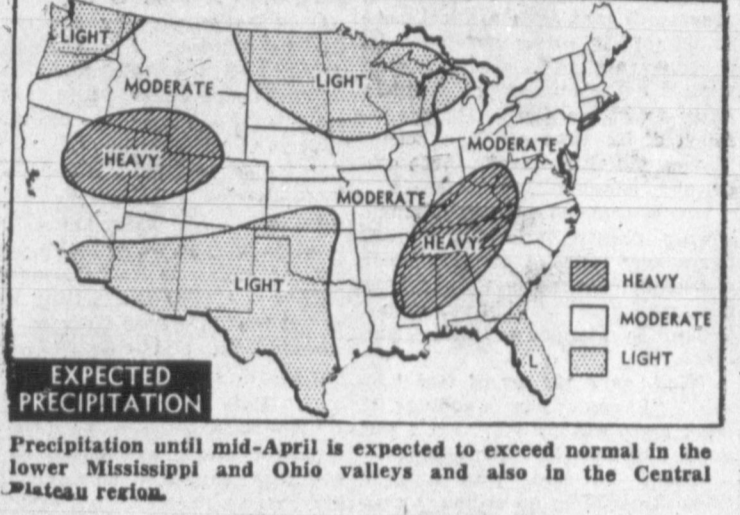 LIGHT
MODERATE
LIGHT
HEAVY
MODERATE
MODERATE
HEAVY
LIGHT
HEAVY
MODERATE
LIGHT
L
EXPECTED
PRECIPITATION
Precipitation until mid-April is expected to exceed normal in the
lower Mississippi and Ohio valleys and also in the Central
Plateau region.